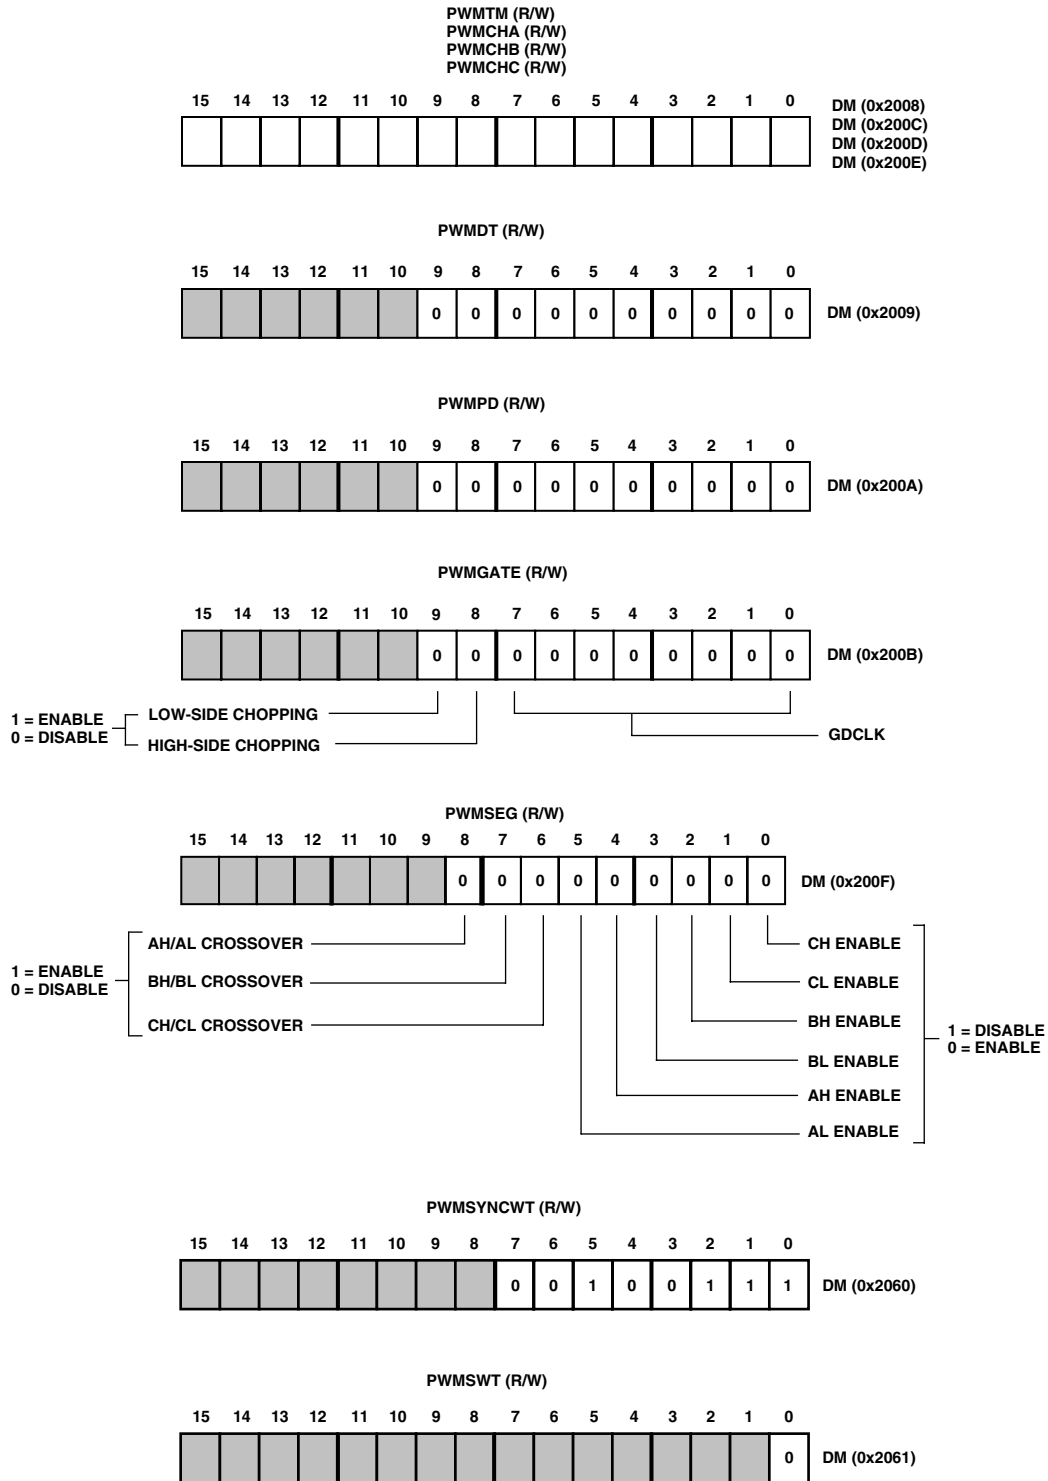 PWMTM (R/W)
PWMCHA (R/W)
PWMCHB (R/W)
PWMCHC (R/W)
15 14 13 12 11 10 9 8 7 6 5 4 3 2 1 0
DM (0x2008)
DM (0x200C)
DM (0x200D)
DM (0x200E)
PWMDT (R/W)
15 14 13 12 11 10 9 8 7 6 5 4 3 2 1 0
0 0 0 0 0 0 0 0 0 0 DM (0x2009)
PWMPD (R/W)
15 14 13 12 11 10 9 8 7 6 5 4 3 2 1 0
0 0 0 0 0 0 0 0 0 0 DM (0x200A)
PWMGATE (R/W)
15 14 13 12 11 10 9 8 7 6 5 4 3 2 1 0
0 0 0 0 0 0 0 0 0 0 DM (0x200B)
1 = ENABLE
0 = DISABLE
LOW-SIDE CHOPPING
HIGH-SIDE CHOPPING
GDCLK
PWMSEG (R/W)
15 14 13 12 11 10 9 8 7 6 5 4 3 2 1 0
0 0 0 0 0 0 0 0 0 DM (0x200F)
1 = ENABLE
0 = DISABLE
AH/AL CROSSOVER
BH/BL CROSSOVER
CH/CL CROSSOVER
CH ENABLE
CL ENABLE
BH ENABLE
BL ENABLE
AH ENABLE
AL ENABLE
1 = DISABLE
0 = ENABLE
PWMSYNCWT (R/W)
15 14 13 12 11 10 9 8 7 6 5 4 3 2 1 0
0 0 1 0 0 1 1 1 DM (0x2060)
PWMSWT (R/W)
15 14 13 12 11 10 9 8 7 6 5 4 3 2 1 0
0 DM (0x2061)